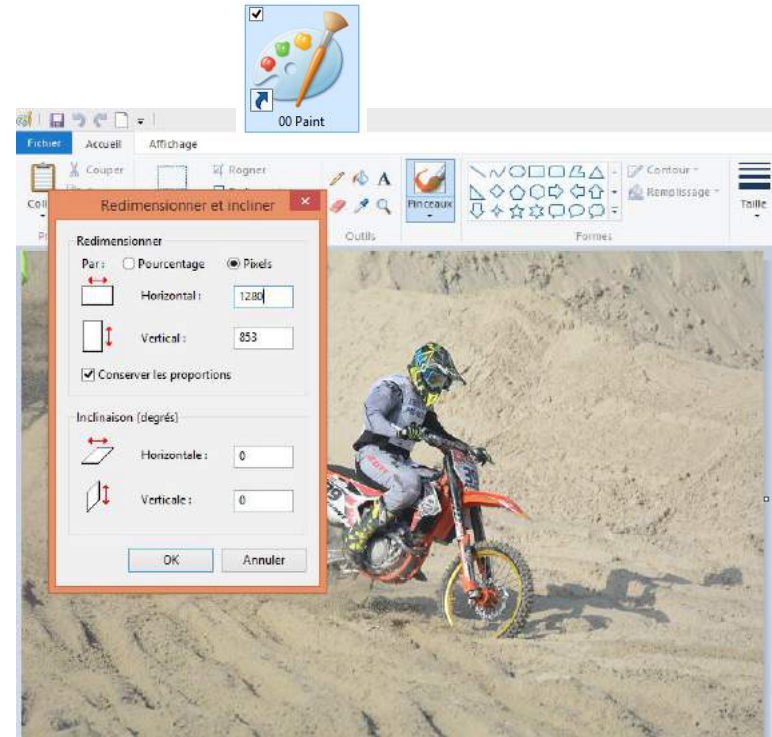 00 Paint
Fichier Accueil Affichage
Couper
Rogner
Contour
Remplissage
Pinceaux
Taille
Outils
Formes
Redimensionner et incliner
Redimensionner
Par : Pourcentage Pixels
Horizontal : 1280
Vertical : 853
Conserver les proportions
Inclinaison (degrés)
Horizontale : 0
Verticale : 0
OK Annuler